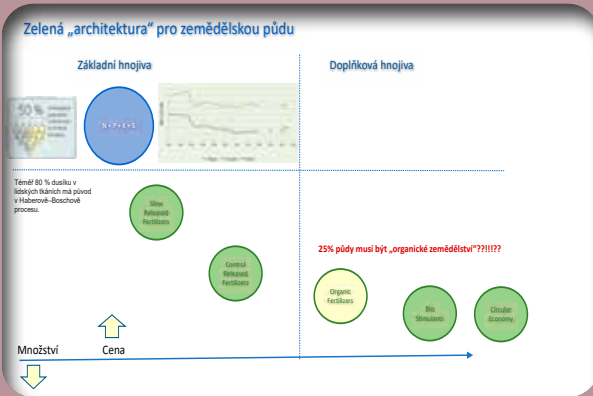 Zelená „architektura“ pro zemědělskou půdu
Základní hnojiva
Doplňková hnojiva
50 %
N+P+K+S
Téměř 80 % dusíku v
lidských tkáních má původ
v Haberově–Boschově
procesu.
Slow
Released
Fertilizers
Control
Released
Fertilizers
25% půdy musí být „organické zemědělství“??!!!??
Organic
Fertilizers
Bio
Stimulants
Circular
Economy
Množství
Cena